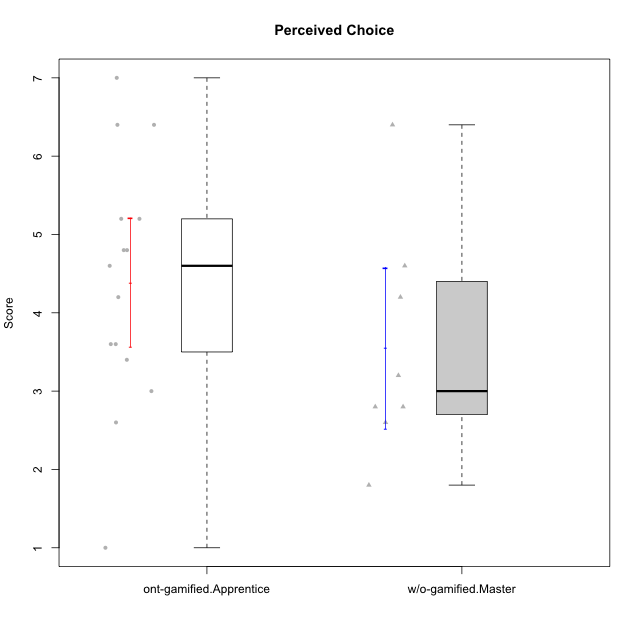 Perceived Choice
7
6
5
4
3
2
1
Score
ont-gamified.Apprentice
w/o-gamified.Master